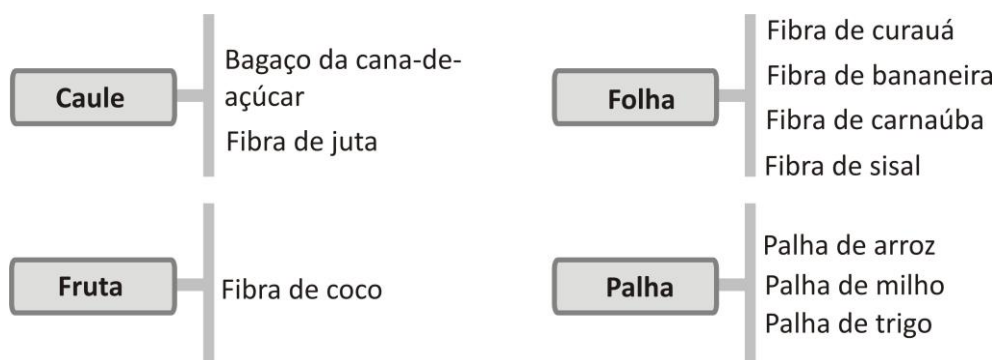 Caule
Bagaço da cana-de-
açúcar
Fibra de juta
Folha
Fibra de curauá
Fibra de bananeira
Fibra de carnaúba
Fibra de sisal
Fruta
Fibra de coco
Palha
Palha de arroz
Palha de milho
Palha de trigo